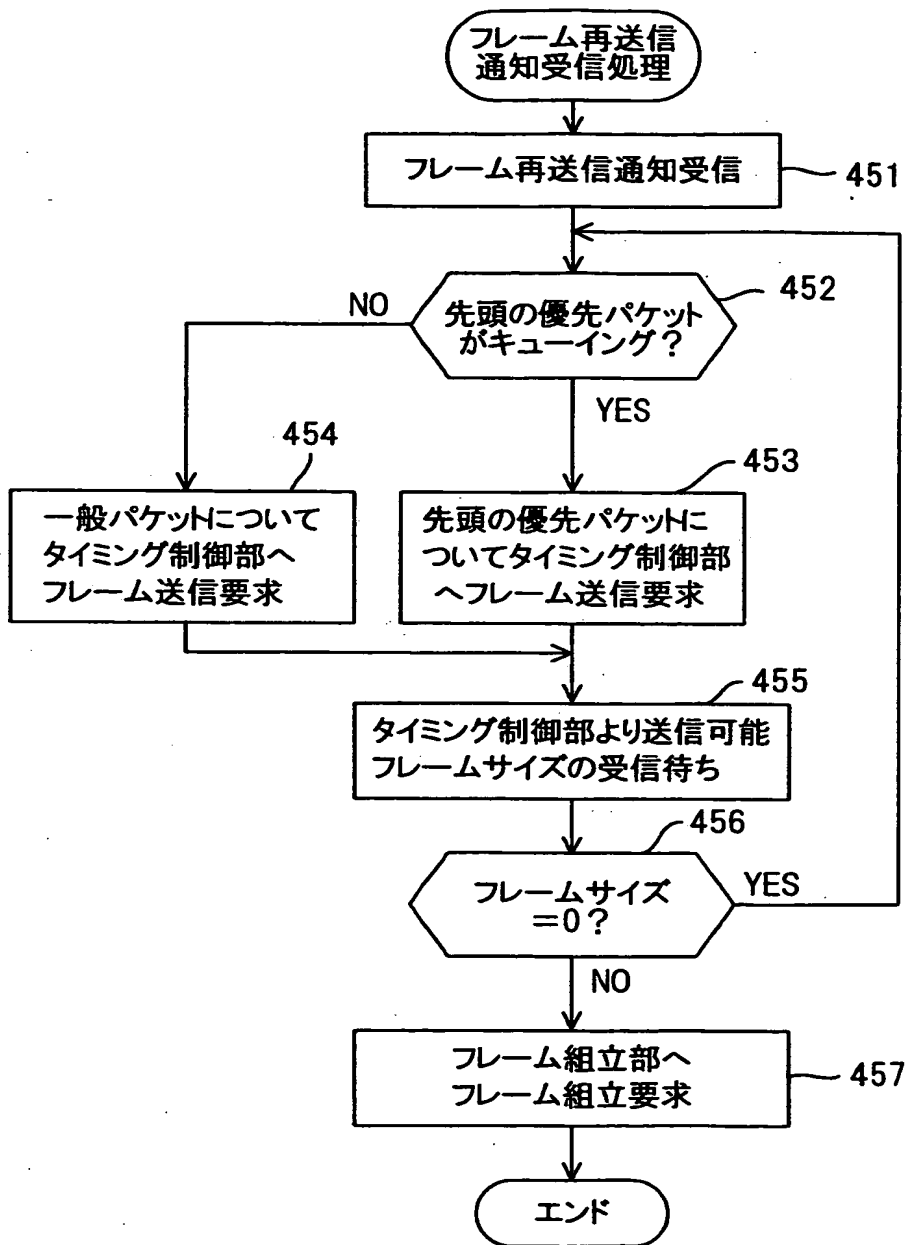 フレーム再送信
通知受信処理
フレーム再送信通知受信
451
452
先頭の優先パケット
がキューイング？
NO
YES
454
一般パケットについて
タイミング制御部へ
フレーム送信要求
453
先頭の優先パケットに
ついてタイミング制御部
へフレーム送信要求
455
タイミング制御部より送信可能
フレームサイズの受信待ち
456
フレームサイズ
＝0？
YES
NO
フレーム組立部へ
フレーム組立要求
457
エンド